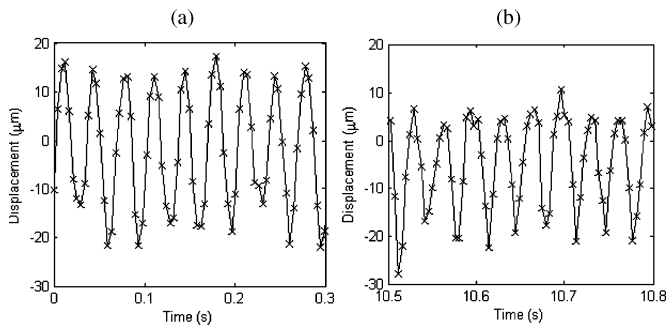 (a) (b)
20 20
10 10
0 0
-10 -10
-20 -20
-30 -30
Displacement (μm) Displacement (μm)
0 0.1 0.2 0.3 10.5 10.6 10.7 10.8
Time (s) Time (s)